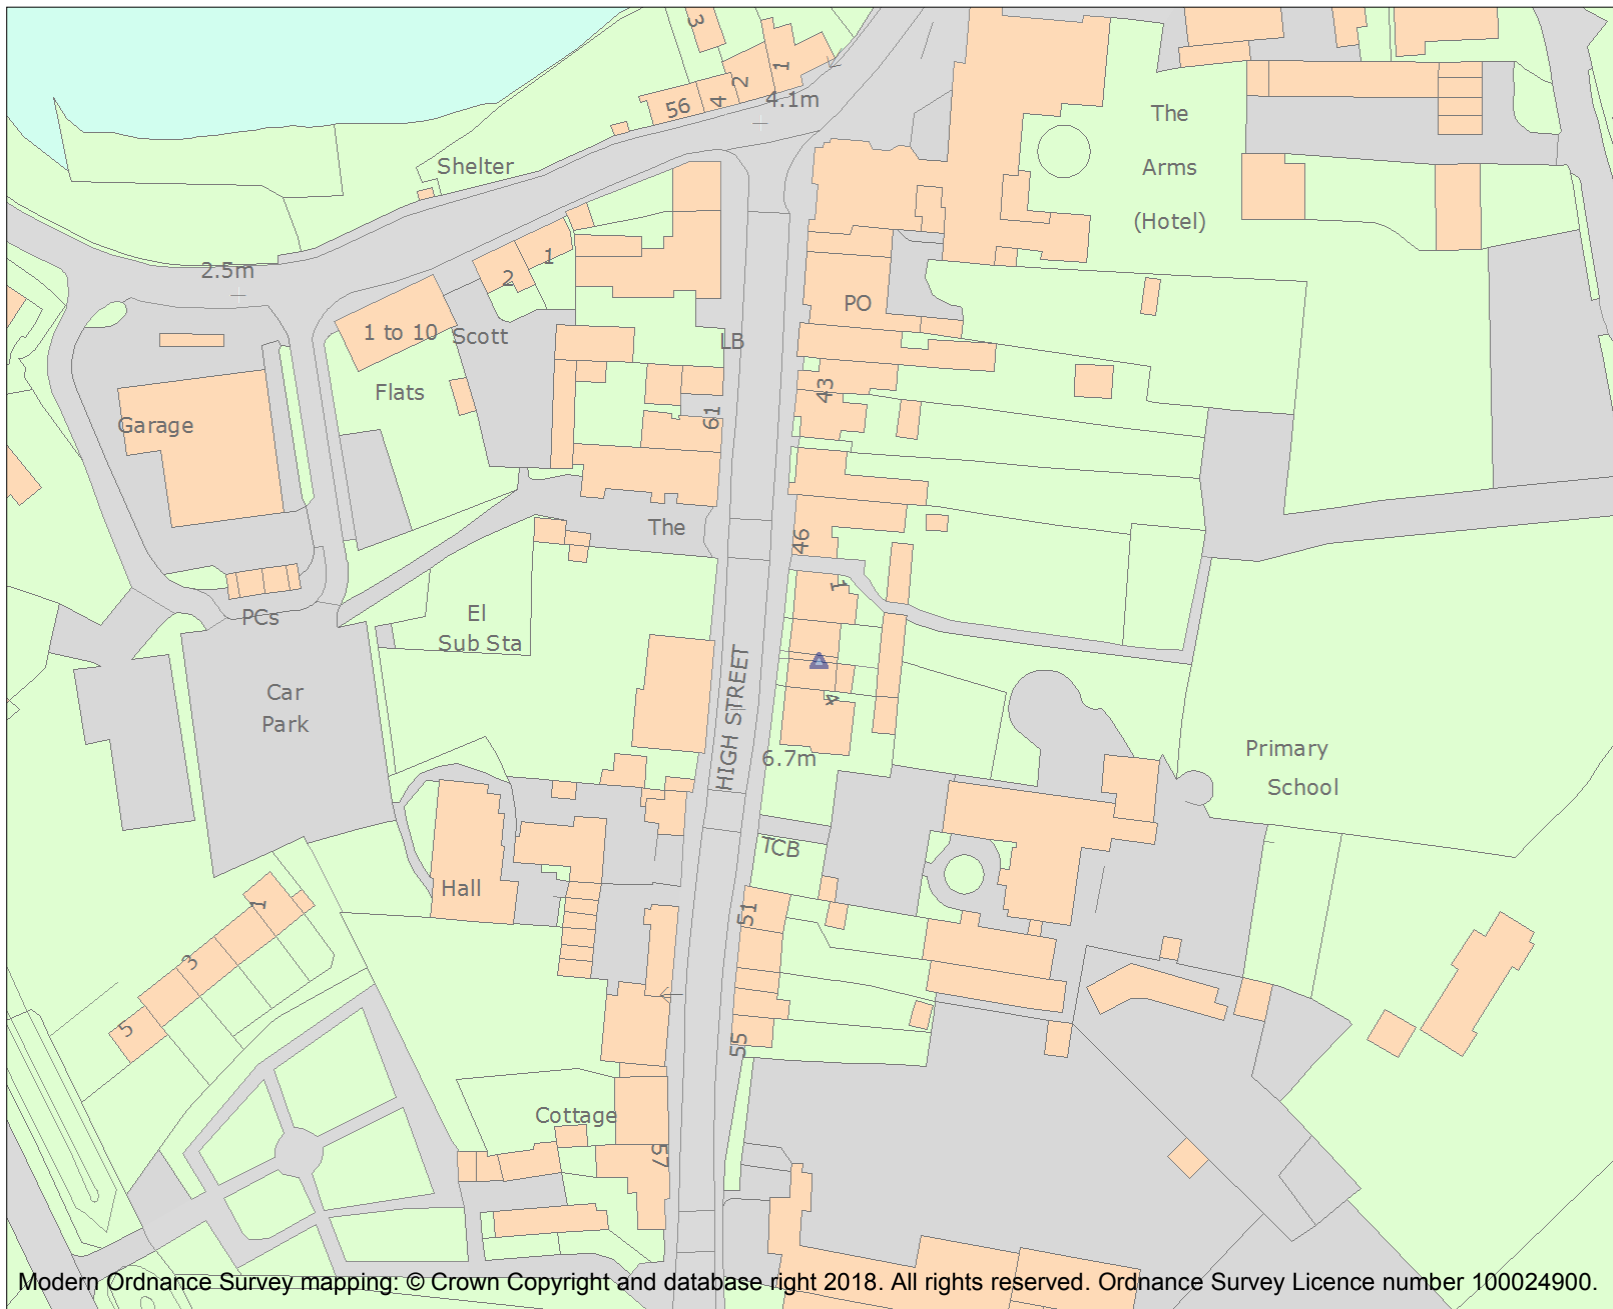 3
1
2
4
56
4.1m
The
Arms
(Hotel)
Shelter
2.5m
1
2
PO
1 to 10
Scott
LB
Flats
43
61
Garage
The
46
1
PCs
El
Sub Sta
HIGH STREET
4
Car
Park
6.7m
Primary
School
TCB
Hall
1
51
3
5
55
Cottage
57
Modern Ordnance Survey mapping: © Crown Copyright and database right 2018. All rights reserved. Ordnance Survey Licence number 100024900.